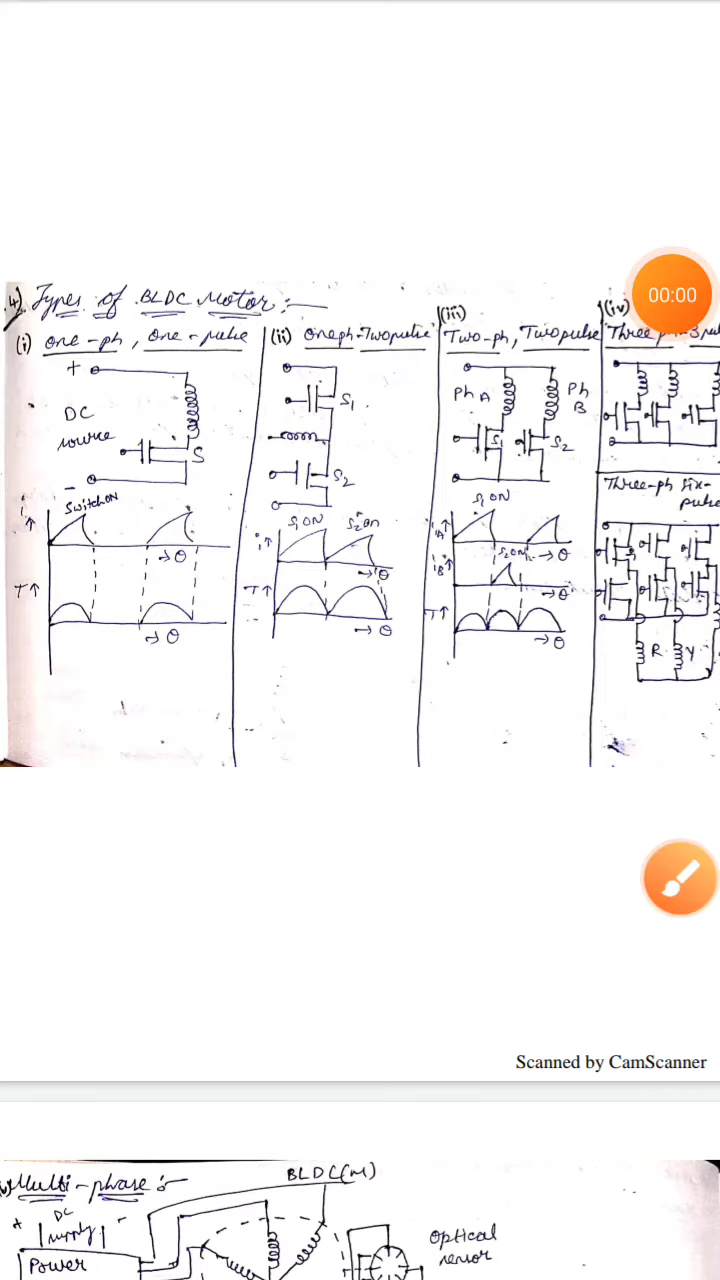 4) Types of BLDC Motor :-
00:00
(i) one-ph, one-pulse
(ii) one ph-Two pulse
(iii)
Two-ph, Two pulse
(iv)
Three
+
DC
source
-
S
Switch ON
i↑
→θ
T↑
→θ
S1
S2
S1 ON
S2 on
i↑
→θ
T↑
→θ
Ph A
Ph
B
S1
S2
S1 ON
iA↑
S2 on
→θ
iB↑
→θ
T↑
→θ
Three-ph six-
pulse
R
Y
Scanned by CamScanner
Multi-phase :-
BLDC(M)
+ DC -
supply
Power
Optical
sensor